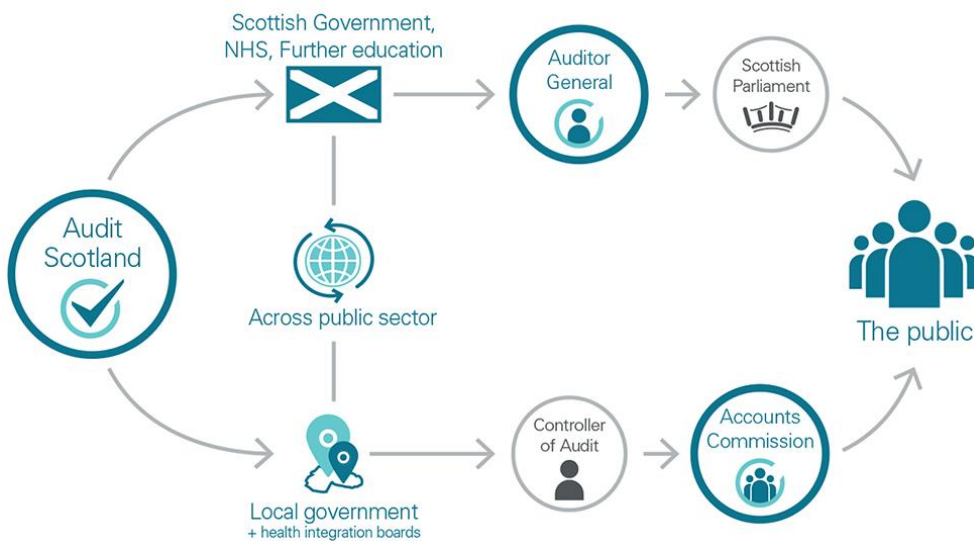 Scottish Government,
NHS, Further education
Auditor
General
Scottish
Parliament
Audit
Scotland
Across public sector
The public
Controller
of Audit
Accounts
Commission
Local government
+ health integration boards